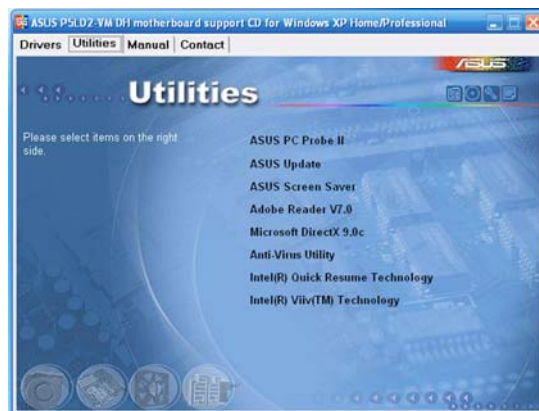 ASUS P5LD2-VM DH motherboard support CD for Windows XP Home/Professional
Drivers Utilities Manual Contact
ASUS
Utilities
Please select items on the right
side.
ASUS PC Probe II
ASUS Update
ASUS Screen Saver
Adobe Reader V7.0
Microsoft DirectX 9.0c
Anti-Virus Utility
Intel(R) Quick Resume Technology
Intel(R) Viiv(TM) Technology